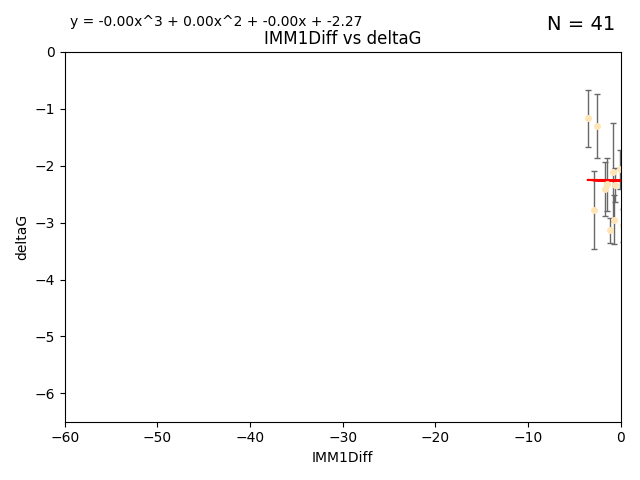 y = -0.00x^3 + 0.00x^2 + -0.00x + -2.27
N = 41
IMM1Diff vs deltaG
0
−1
−2
−3
−4
−5
−6
deltaG
−60
−50
−40
−30
−20
−10
0
IMM1Diff